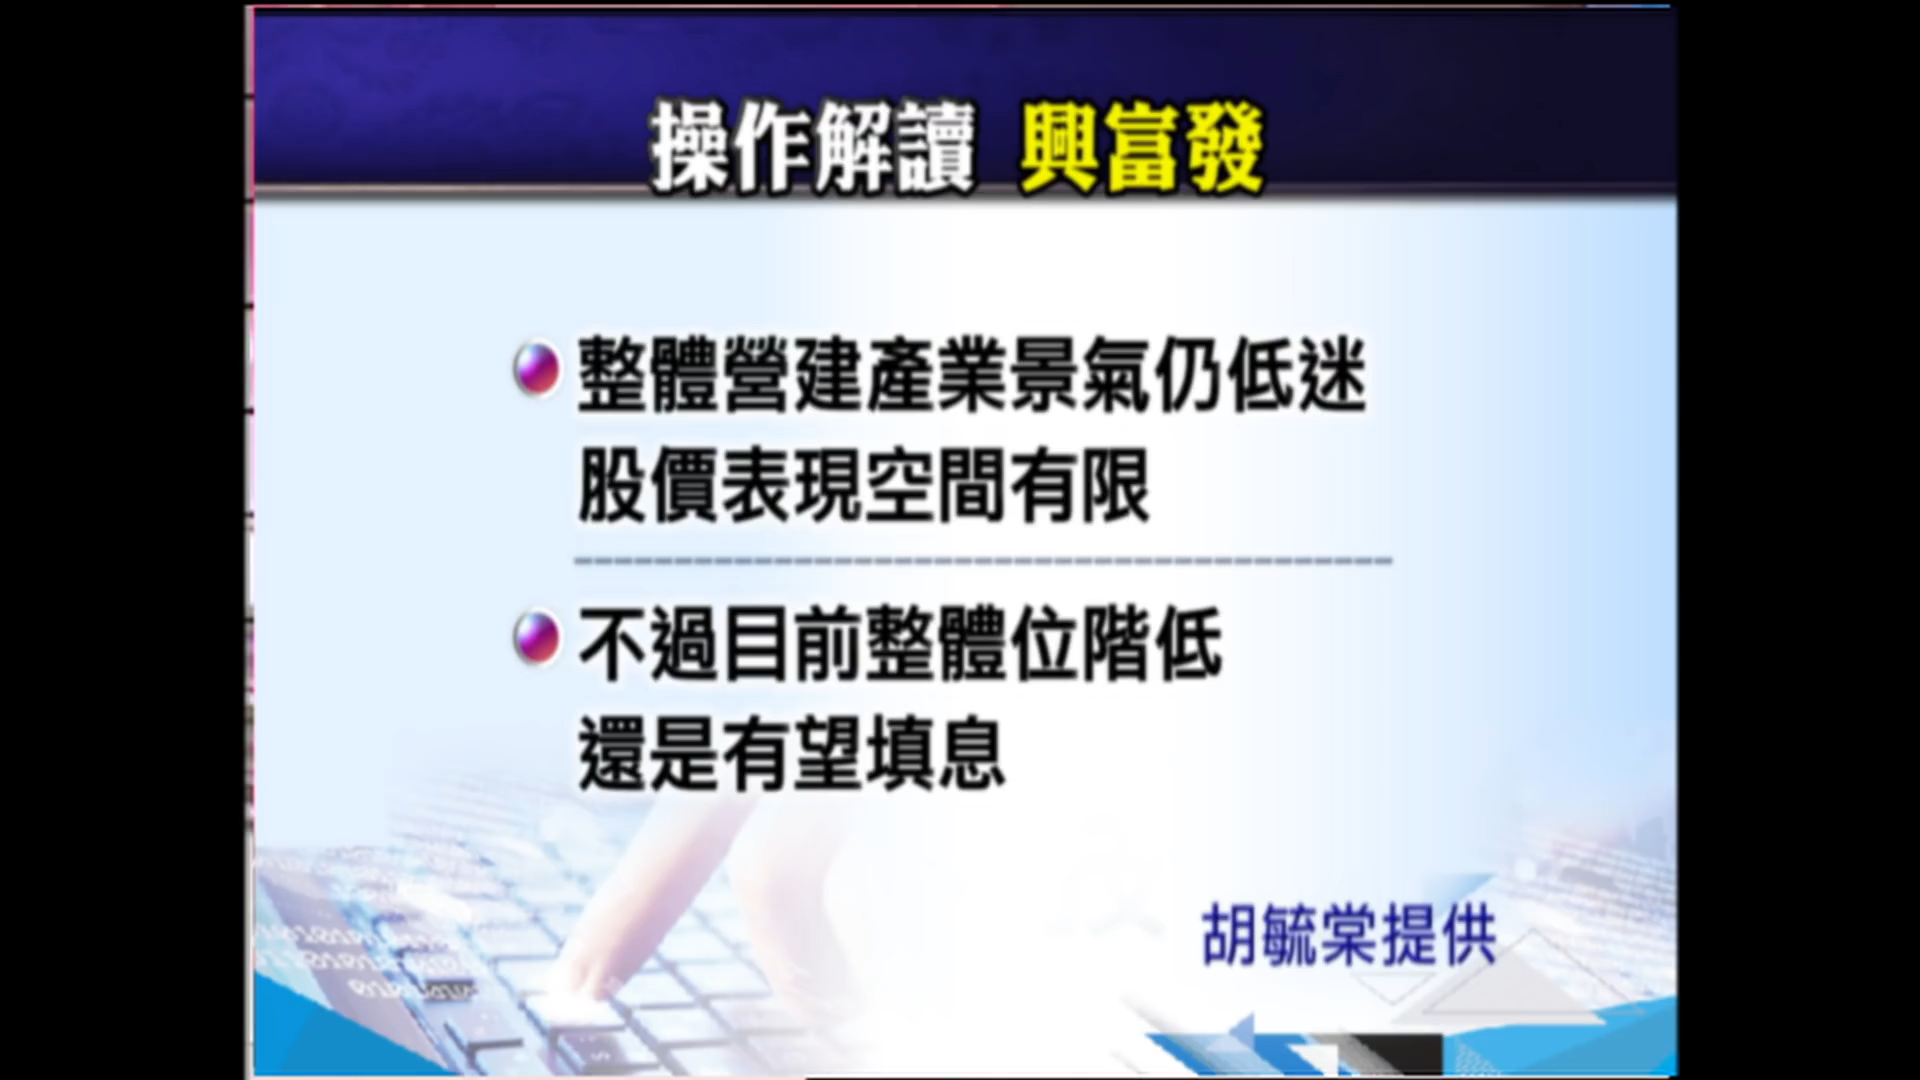 操作解讀 興富發
整體營建產業景氣仍低迷
股價表現空間有限
不過目前整體位階低
還是有望填息
胡毓棠提供